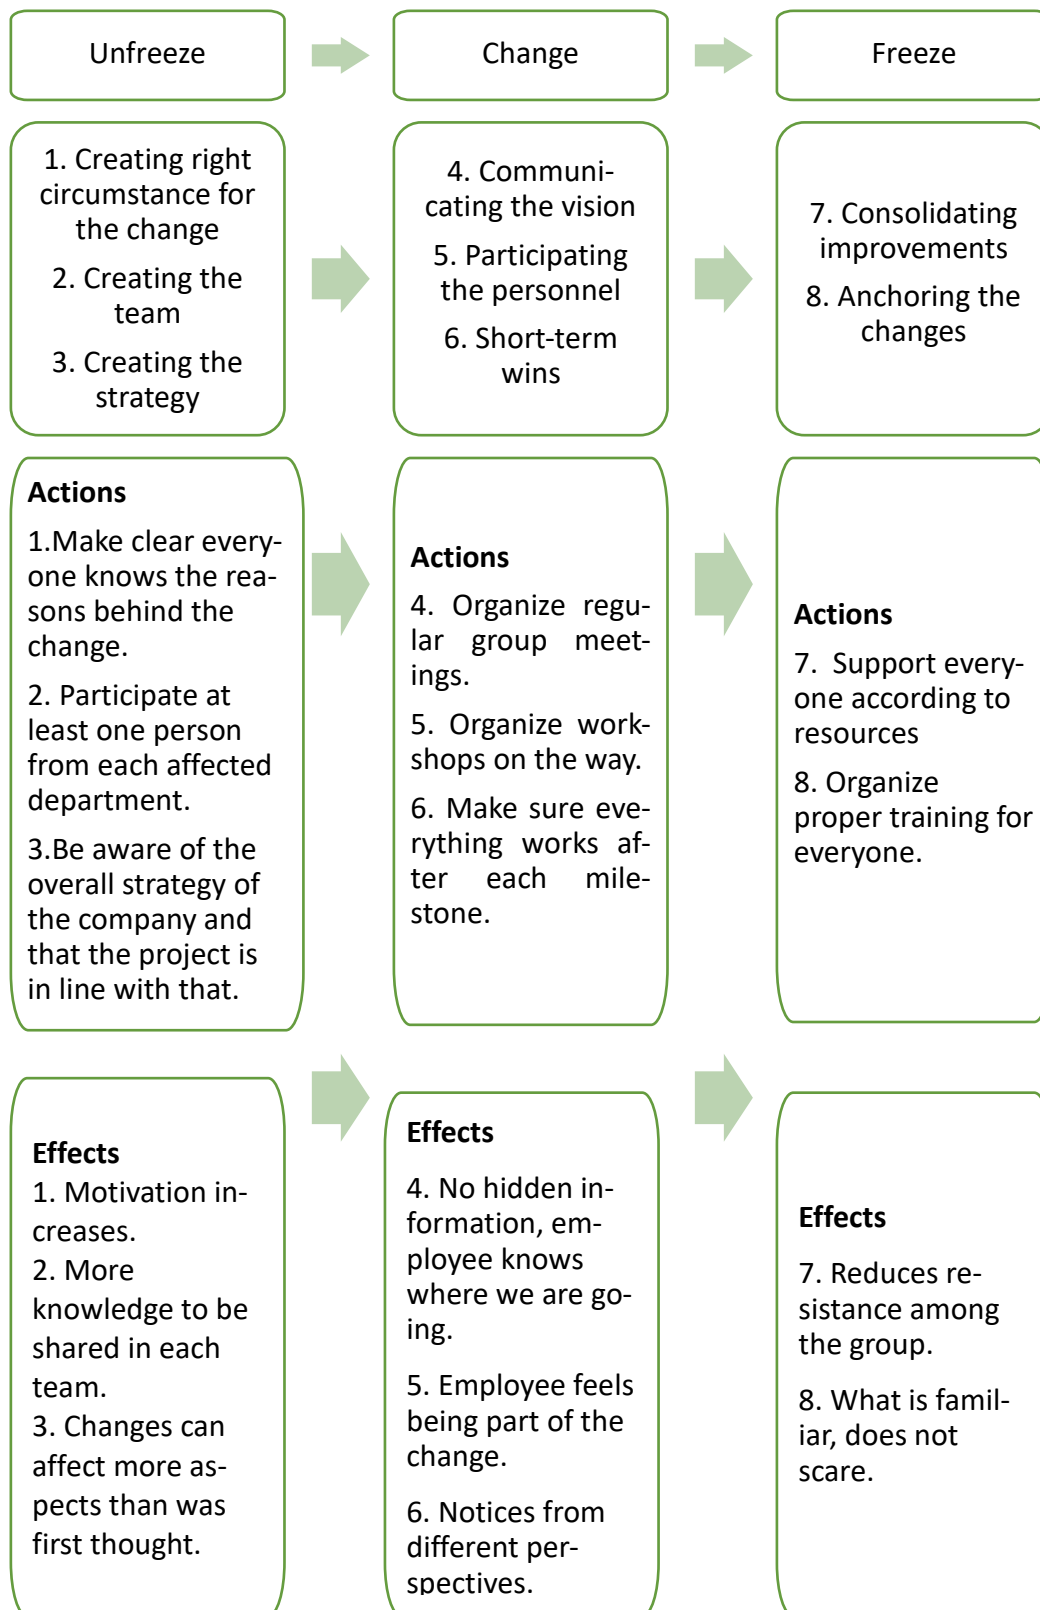 Unfreeze
Change
Freeze
1. Creating right
circumstance for
the change
2. Creating the
team
3. Creating the
strategy
4. Communi-
cating the vision
5. Participating
the personnel
6. Short-term
wins
7. Consolidating
improvements
8. Anchoring the
changes
Actions
1.Make clear every-
one knows the rea-
sons behind the
change.
2. Participate at
least one person
from each affected
department.
3.Be aware of the
overall strategy of
the company and
that the project is
in line with that.
Actions
4. Organize regu-
lar group meet-
ings.
5. Organize work-
shops on the way.
6. Make sure eve-
rything works af-
ter each mile-
stone.
Actions
7. Support every-
one according to
resources
8. Organize
proper training for
everyone.
Effects
1. Motivation in-
creases.
2. More
knowledge to be
shared in each
team.
3. Changes can
affect more as-
pects than was
first thought.
Effects
4. No hidden in-
formation, em-
ployee knows
where we are go-
ing.
5. Employee feels
being part of the
change.
6. Notices from
different per-
spectives.
Effects
7. Reduces re-
sistance among
the group.
8. What is famil-
iar, does not
scare.